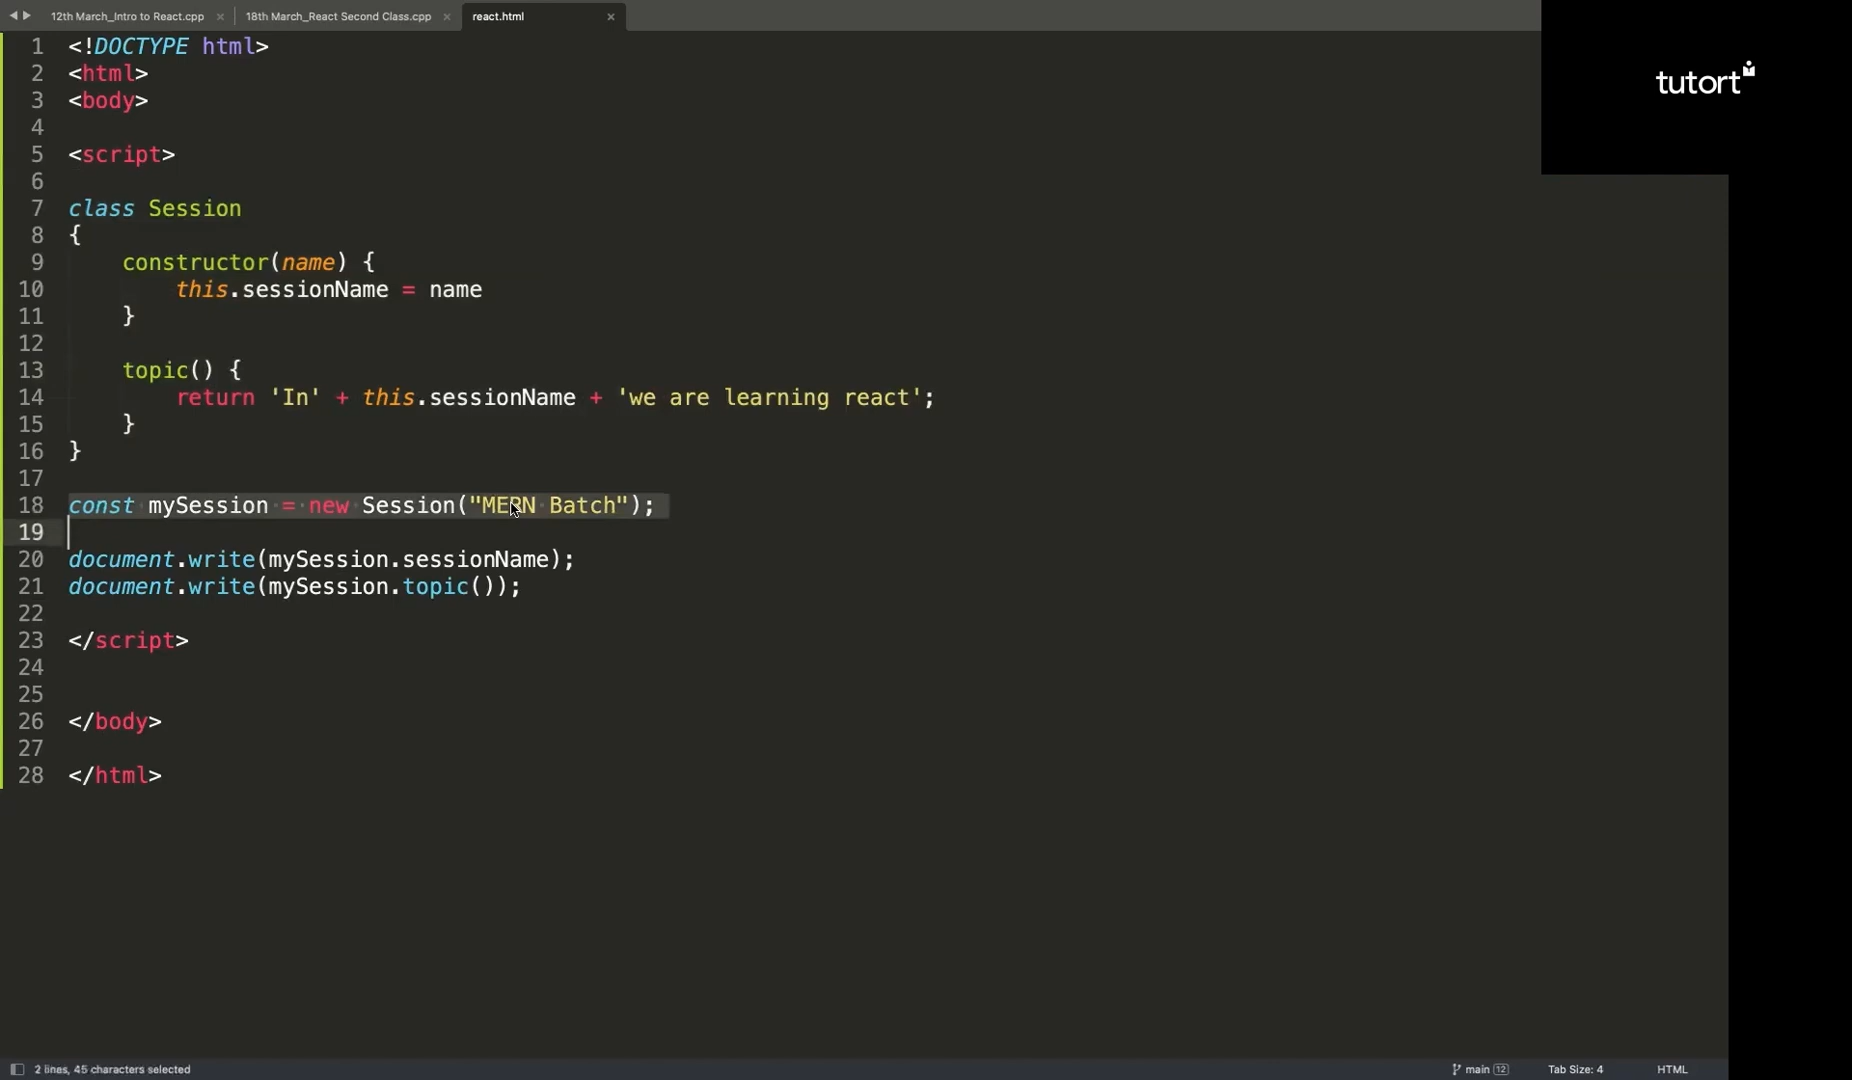 12th March_Intro to React.cpp
18th March_React Second Class.cpp
react.html
tutort
1 <!DOCTYPE html>
2 <html>
3 <body>
4
5 <script>
6
7 class Session
8 {
9 constructor(name) {
10 this.sessionName = name
11 }
12
13 topic() {
14 return 'In' + this.sessionName + 'we are learning react';
15 }
16 }
17
18 const mySession = new Session("MERN Batch");
19
20 document.write(mySession.sessionName);
21 document.write(mySession.topic());
22
23 </script>
24
25
26 </body>
27
28 </html>
2 lines, 45 characters selected
main 12
Tab Size: 4
HTML